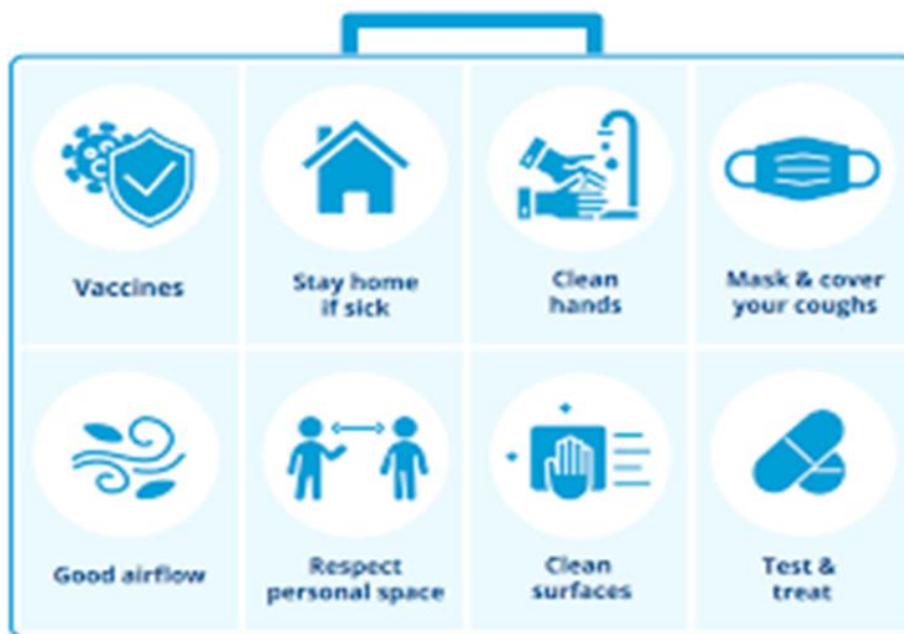 Vaccines
Stay home
if sick
Clean
hands
Mask & cover
your coughs
Good airflow
Respect
personal space
Clean
surfaces
Test &
treat